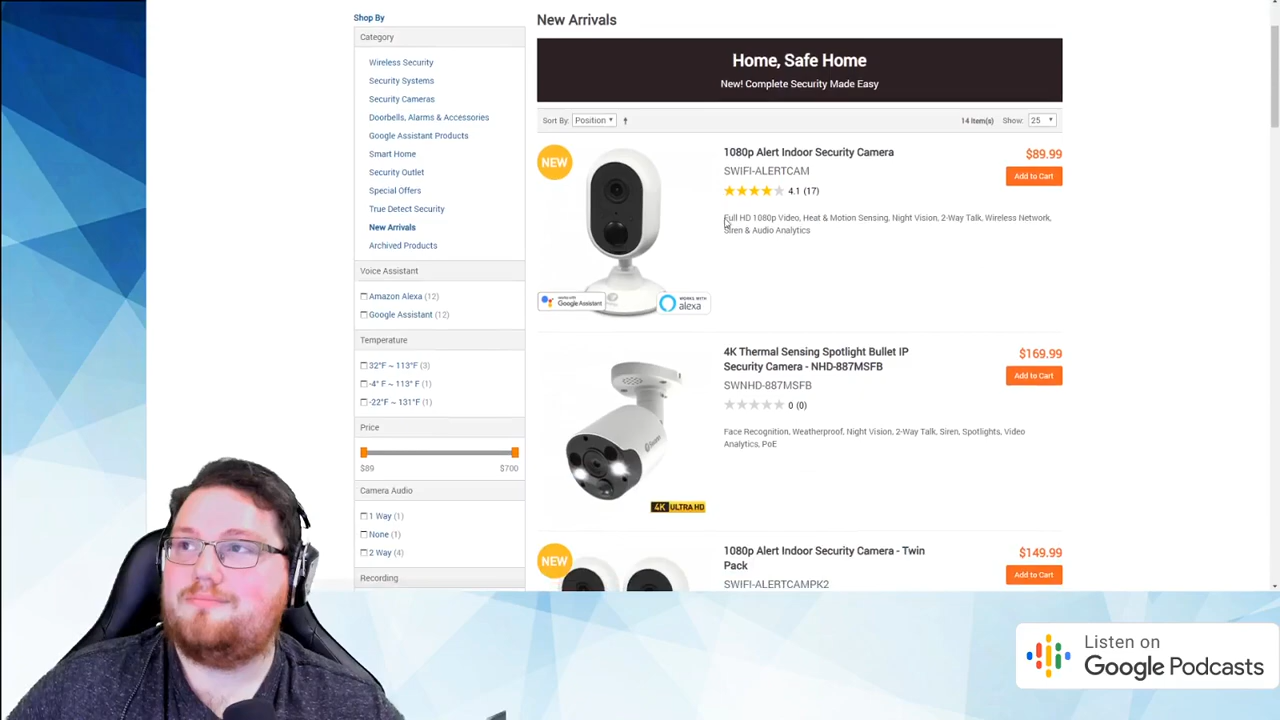 Shop By
Category
Wireless Security
Security Systems
Security Cameras
Doorbells, Alarms & Accessories
Google Assistant Products
Smart Home
Security Outlet
Special Offers
True Detect Security
New Arrivals
Archived Products
Voice Assistant
Amazon Alexa (12)
Google Assistant (12)
Temperature
32°F ~ 113°F (3)
-4° F ~ 113° F (1)
-22°F ~ 131°F (1)
Price
$89 $700
Camera Audio
1 Way (1)
None (1)
2 Way (4)
Recording
New Arrivals
Home, Safe Home
New! Complete Security Made Easy
Sort By: Position
14 Item(s) Show: 25
NEW
1080p Alert Indoor Security Camera
$89.99
SWIFI-ALERTCAM
Add to Cart
4.1 (17)
Full HD 1080p Video, Heat & Motion Sensing, Night Vision, 2-Way Talk, Wireless Network,
Siren & Audio Analytics
works with
Google Assistant
WORKS WITH
alexa
4K Thermal Sensing Spotlight Bullet IP
Security Camera - NHD-887MSFB
$169.99
Add to Cart
SWNHD-887MSFB
0 (0)
Face Recognition, Weatherproof, Night Vision, 2-Way Talk, Siren, Spotlights, Video
Analytics, PoE
4K ULTRA HD
NEW
1080p Alert Indoor Security Camera - Twin
Pack
$149.99
Add to Cart
SWIFI-ALERTCAMPK2
Listen on
Google Podcasts